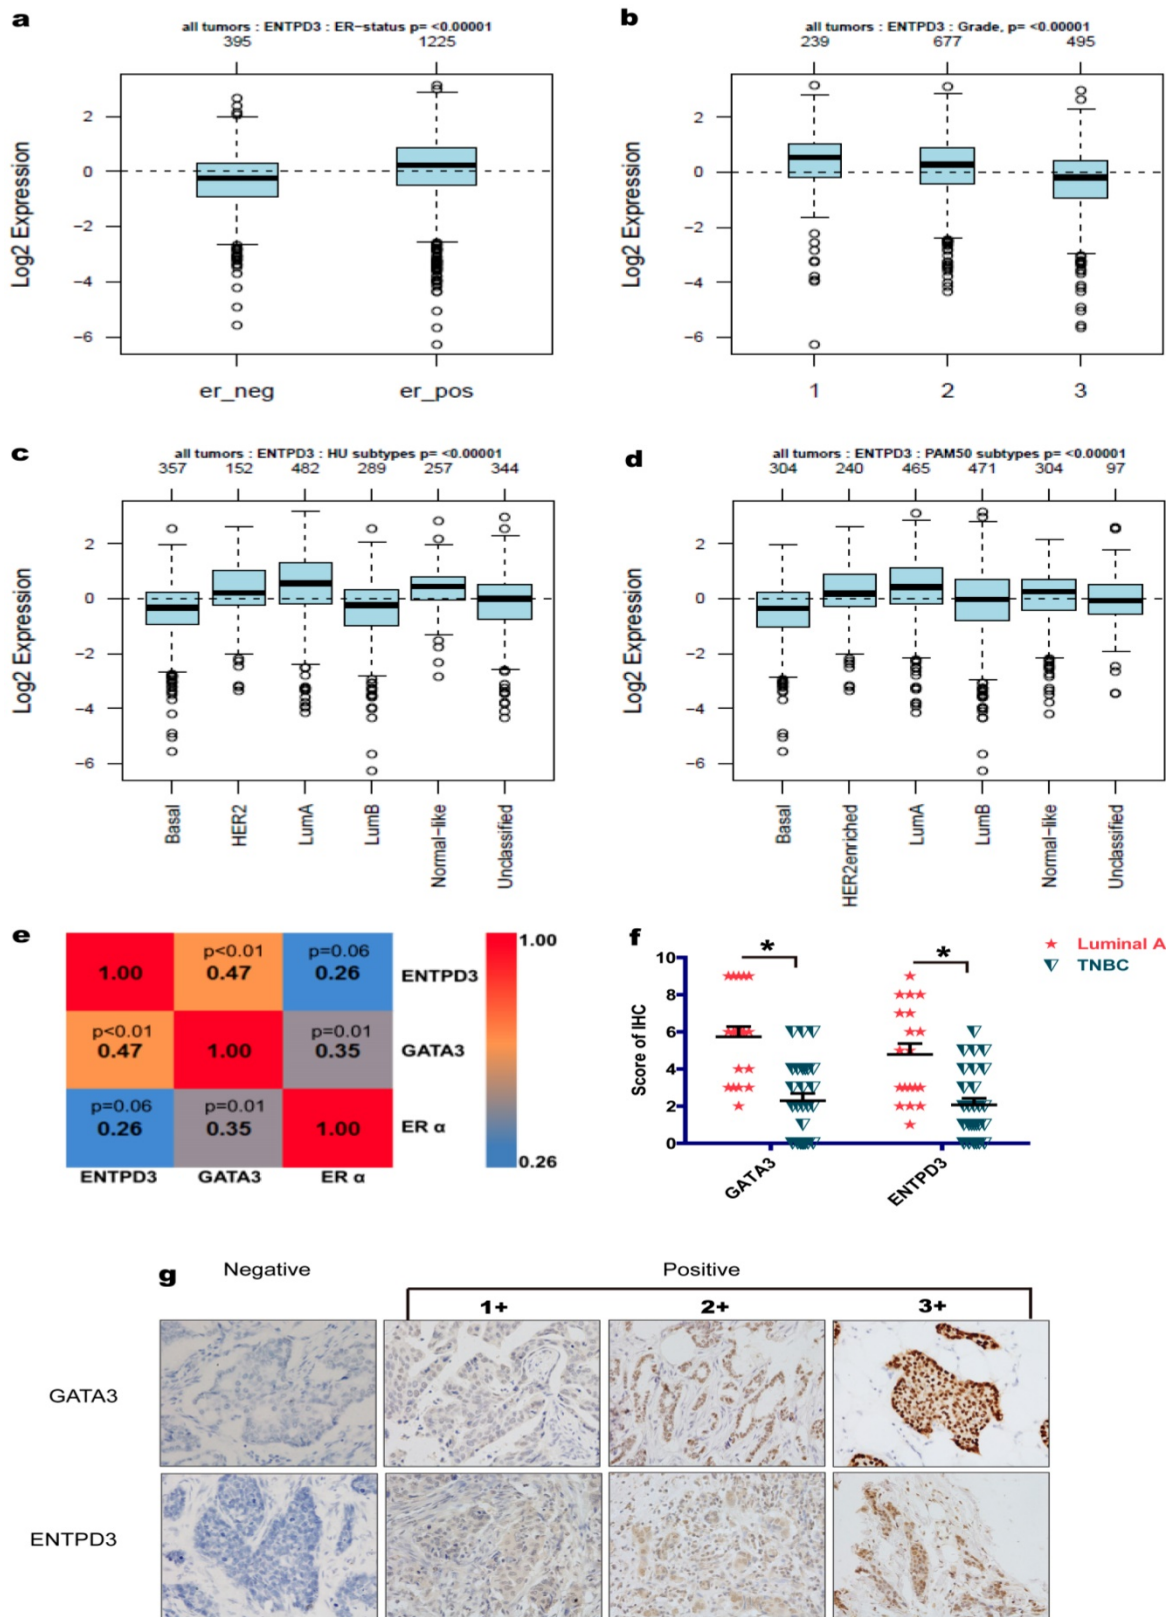 a
all tumors : ENTPD3 : ER−status p= <0.00001
395 1225
2
0
−2
−4
−6
Log2 Expression
er_neg er_pos
b
all tumors : ENTPD3 : Grade, p= <0.00001
239 677 495
2
0
−2
−4
−6
Log2 Expression
1 2 3
c
all tumors : ENTPD3 : HU subtypes p= <0.00001
357 152 482 289 257 344
2
0
−2
−4
−6
Log2 Expression
Basal
HER2
LumA
LumB
Normal−like
Unclassified
d
all tumors : ENTPD3 : PAM50 subtypes p= <0.00001
304 240 465 471 304 97
2
0
−2
−4
−6
Log2 Expression
Basal
HER2enriched
LumA
LumB
Normal−like
Unclassified
e
p<0.01 p=0.06
1.00 0.47 0.26 ENTPD3
p<0.01 p=0.01
0.47 1.00 0.35 GATA3
p=0.06 p=0.01
0.26 0.35 1.00 ER α
ENTPD3 GATA3 ER α
1.00
0.26
f
Luminal A
TNBC
* *
10
8
6
4
2
0
Score of IHC
GATA3
ENTPD3
g
Negative Positive
1+ 2+ 3+
GATA3
ENTPD3